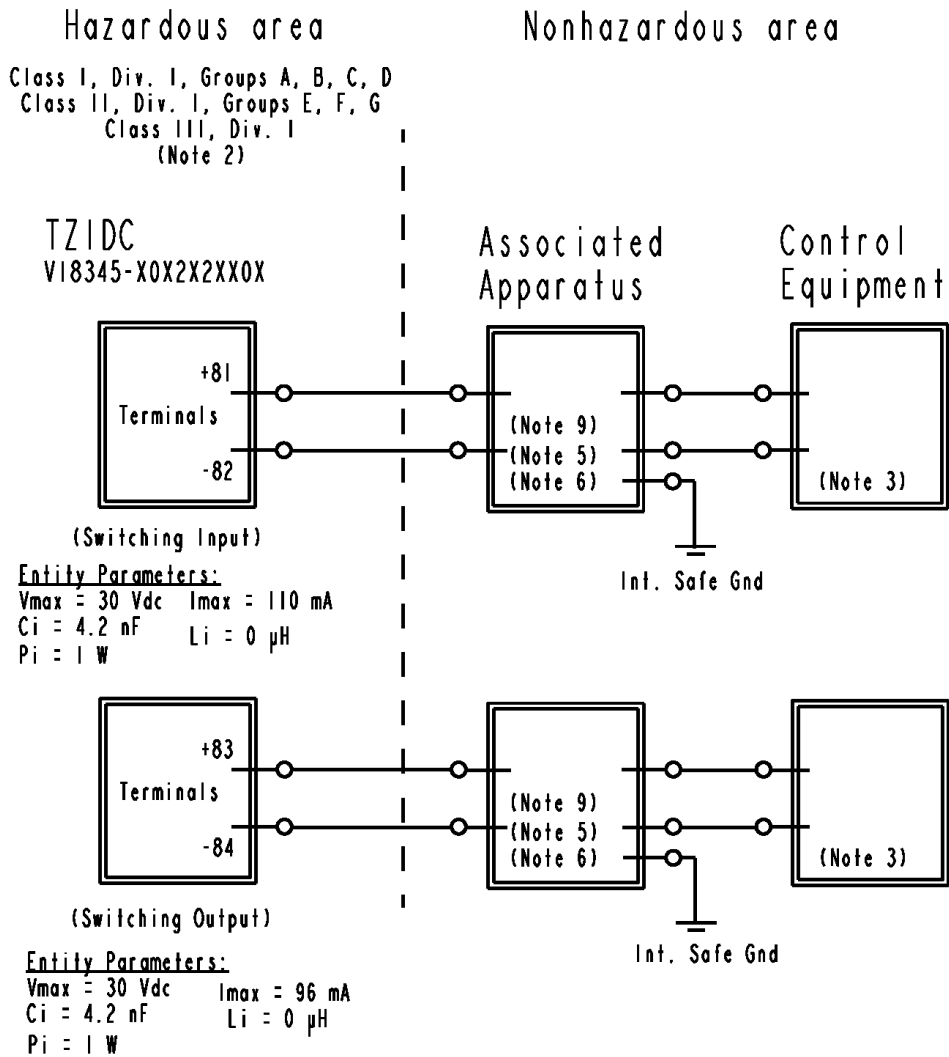 Hazardous area
Nonhazardous area
Class I, Div. I, Groups A, B, C, D
Class II, Div. I, Groups E, F, G
Class III, Div. I
(Note 2)
TZIDC
V18345-X0X2X2XX0X
Associated
Apparatus
Control
Equipment
+81
Terminals
-82
(Note 9)
(Note 5)
(Note 6)
(Note 3)
(Switching Input)
Int. Safe Gnd
Entity Parameters:
Vmax = 30 Vdc Imax = 110 mA
Ci = 4.2 nF Li = 0 µH
Pi = 1 W
+83
Terminals
-84
(Note 9)
(Note 5)
(Note 6)
(Note 3)
(Switching Output)
Int. Safe Gnd
Entity Parameters:
Vmax = 30 Vdc Imax = 96 mA
Ci = 4.2 nF Li = 0 µH
Pi = 1 W